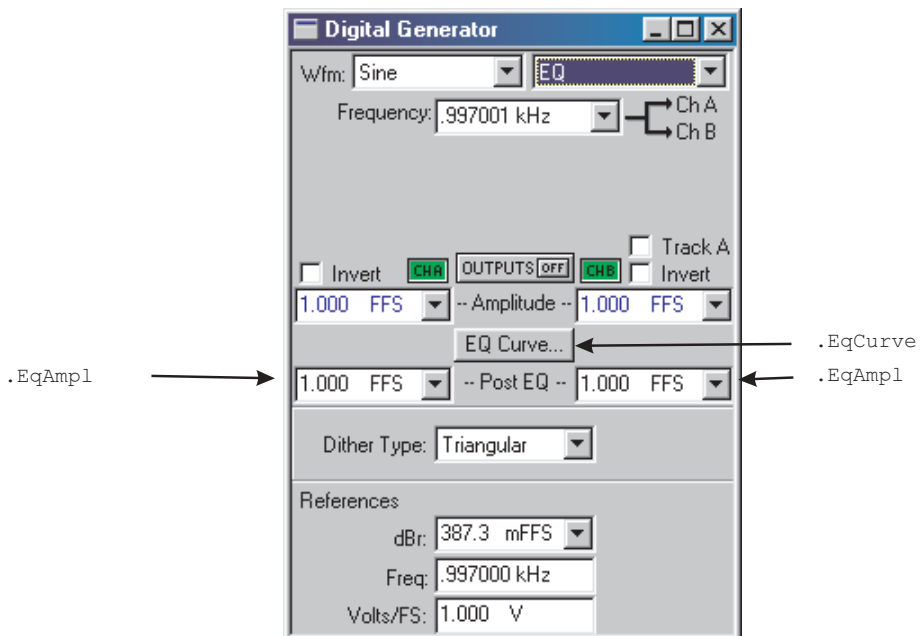 Digital Generator
Wfm: Sine EQ
Frequency: .997001 kHz Ch A
Ch B
Track A
Invert CHA OUTPUTS OFF CHB Invert
1.000 FFS -- Amplitude -- 1.000 FFS
EQ Curve... .EqCurve
.EqAmpl 1.000 FFS -- Post EQ -- 1.000 FFS .EqAmpl
Dither Type: Triangular
References
dBr: 387.3 mFFS
Freq: .997000 kHz
Volts/FS: 1.000 V